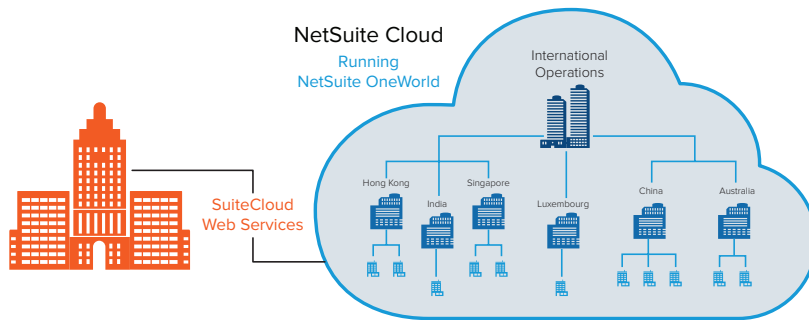 NetSuite Cloud
Running
NetSuite OneWorld
International
Operations
SuiteCloud
Web Services
Hong Kong
India
Singapore
Luxembourg
China
Australia